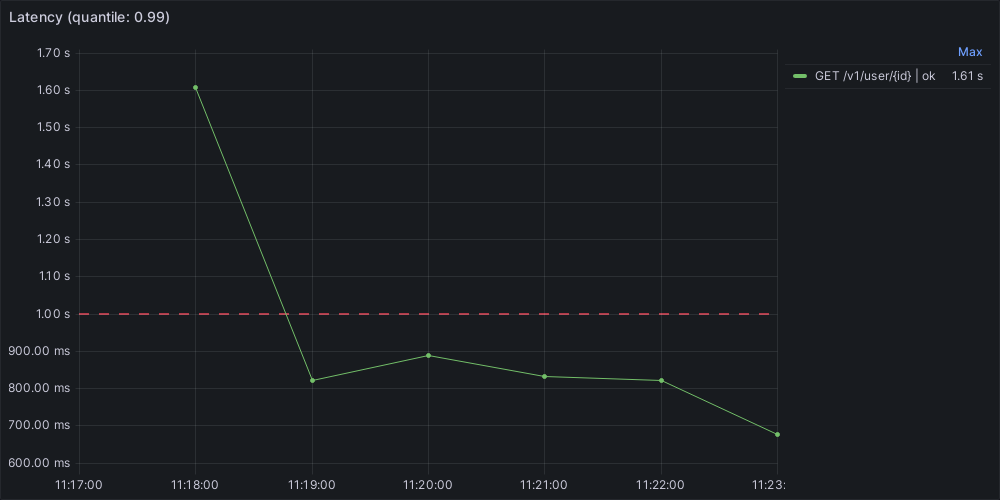 Latency (quantile: 0.99)
Max
GET /v1/user/{id} | ok 1.61 s
1.70 s
1.60 s
1.50 s
1.40 s
1.30 s
1.20 s
1.10 s
1.00 s
900.00 ms
800.00 ms
700.00 ms
600.00 ms
11:17:00 11:18:00 11:19:00 11:20:00 11:21:00 11:22:00 11:23: